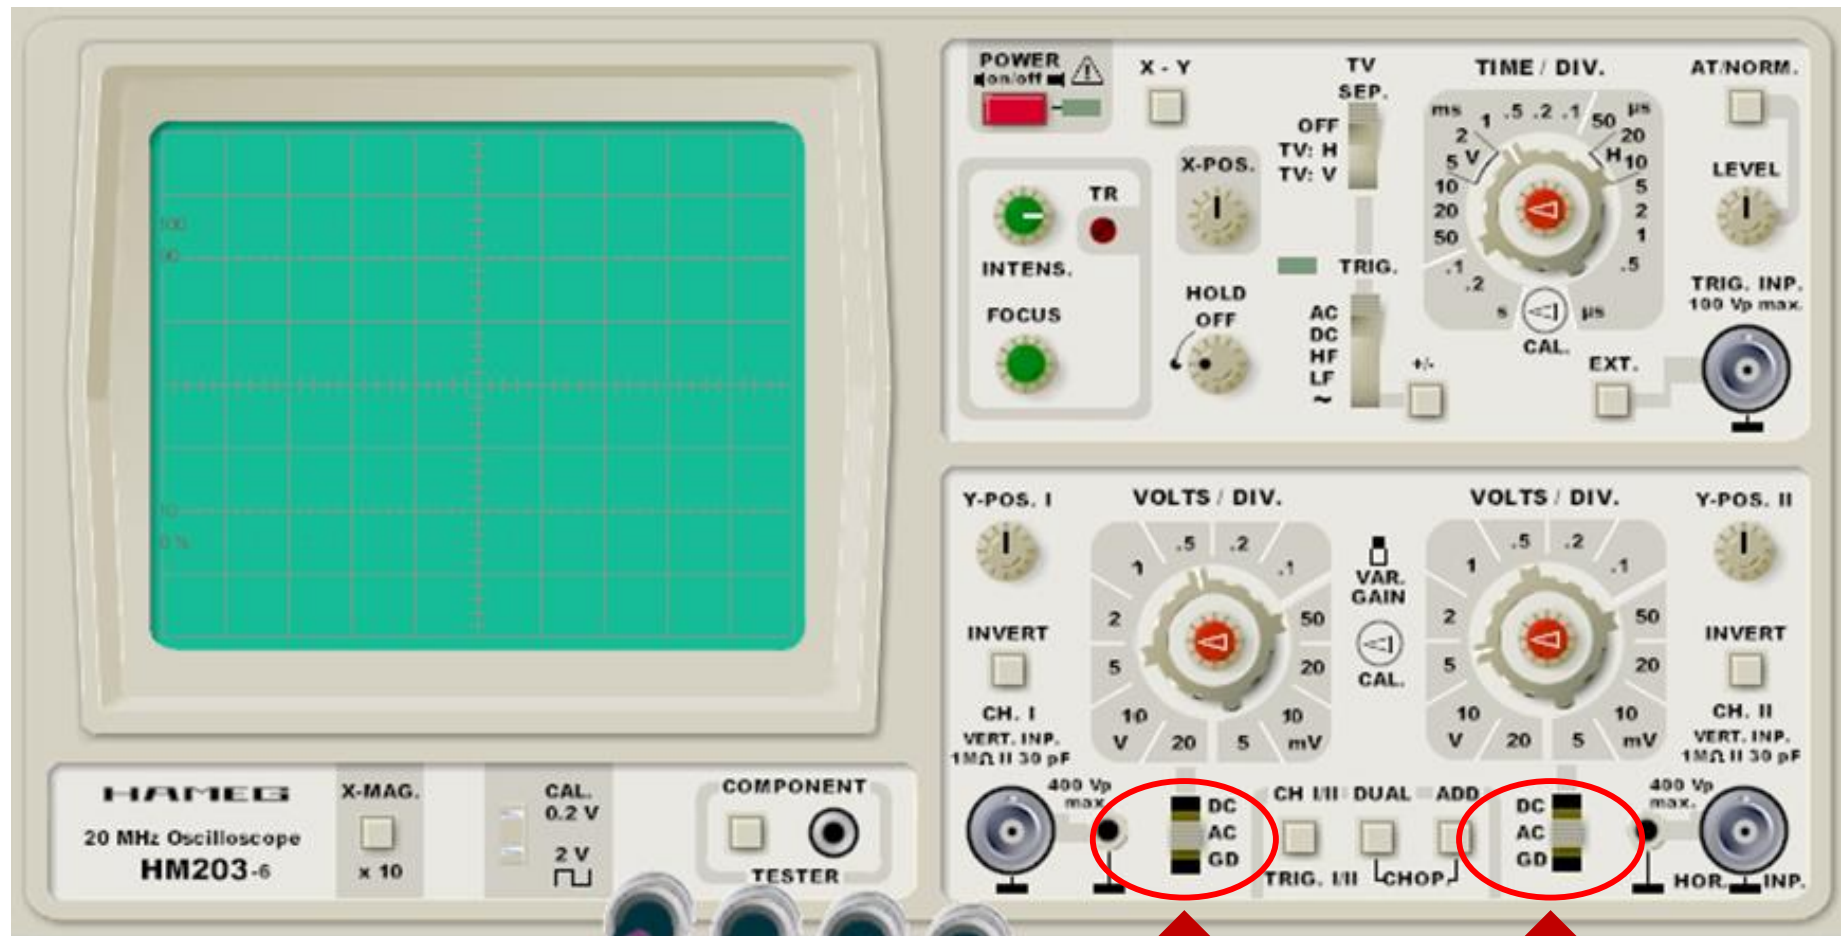 100
90
10
0 %
HAMEG
20 MHz Oscilloscope
HM203-6
X-MAG.
x 10
CAL.
0.2 V
2 V
COMPONENT
TESTER
POWER
on/off
X - Y
TV
SEP.
OFF
TV: H
TV: V
TIME / DIV.
AT/NORM.
ms
1
.5
.2
.1
50
µs
2
20
5
V
H
10
10
5
20
2
50
1
.1
.5
.2
s
µs
CAL.
X-POS.
LEVEL
TR
INTENS.
FOCUS
HOLD
OFF
TRIG.
AC
DC
HF
LF
~
+/-
EXT.
TRIG. INP.
100 Vp max.
Y-POS. I
VOLTS / DIV.
VOLTS / DIV.
Y-POS. II
.5
.2
1
.1
2
50
5
20
10
10
V
20
5
mV
VAR.
GAIN
CAL.
.5
.2
1
.1
2
50
5
20
10
10
V
20
5
mV
INVERT
INVERT
CH. I
VERT. INP.
1MΩ II 30 pF
CH. II
VERT. INP.
1MΩ II 30 pF
400 Vp
max.
DC
AC
GD
CH I/II
DUAL
ADD
TRIG. I/II
CHOP.
DC
AC
GD
400 Vp
max.
HOR. INP.